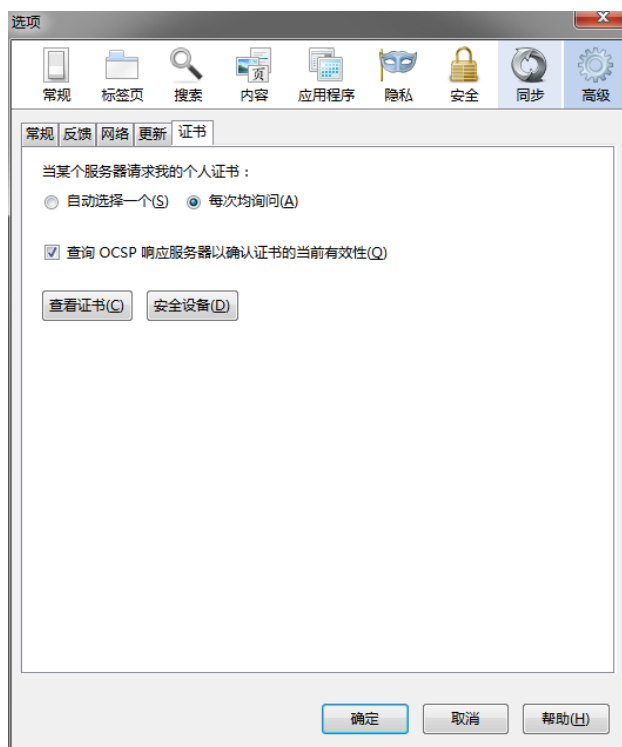 选项
页
常规 标签页 搜索 内容 应用程序 隐私 安全 同步 高级
常规 反馈 网络 更新 证书
当某个服务器请求我的个人证书：
自动选择一个(S) 每次均询问(A)
查询 OCSP 响应服务器以确认证书的当前有效性(Q)
查看证书(C) 安全设备(D)
确定 取消 帮助(H)